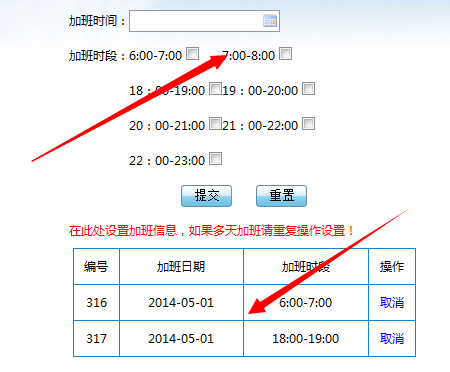 加班时间：
加班时段：6:00-7:00 7:00-8:00
18：00-19:00 19：00-20:00
20：00-21:00 21：00-22:00
22：00-23:00
提交 重置
在此处设置加班信息，如果多天加班请重复操作设置！
编号 加班日期 加班时段 操作
316 2014-05-01 6:00-7:00 取消
317 2014-05-01 18:00-19:00 取消